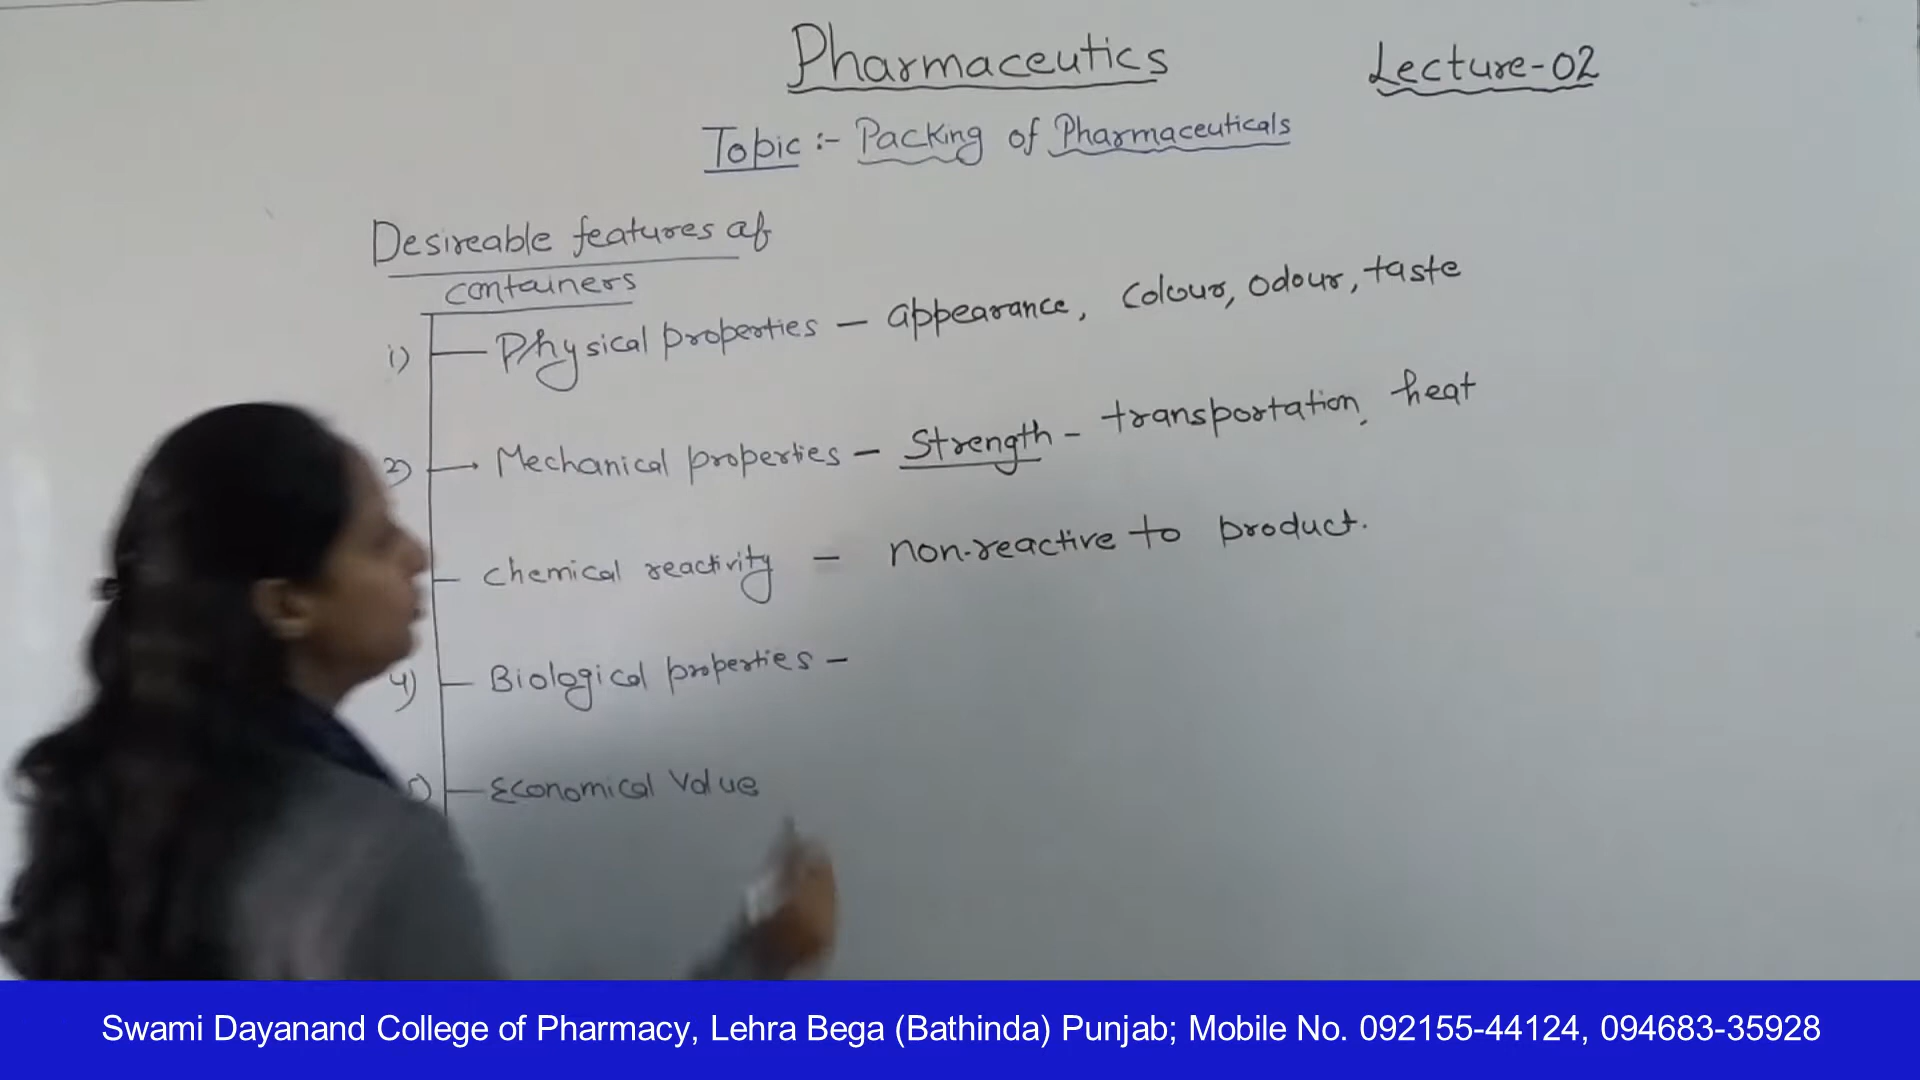 Pharmaceutics Lecture-02
Topic :- Packing of Pharmaceuticals
Desireable features of
containers
1) Physical properties – appearance, colour, odour, taste
2) Mechanical properties – Strength – transportation, heat
Chemical reactivity – non-reactive to product.
4) Biological properties –
Economical Value
Swami Dayanand College of Pharmacy, Lehra Bega (Bathinda) Punjab; Mobile No. 092155-44124, 094683-35928